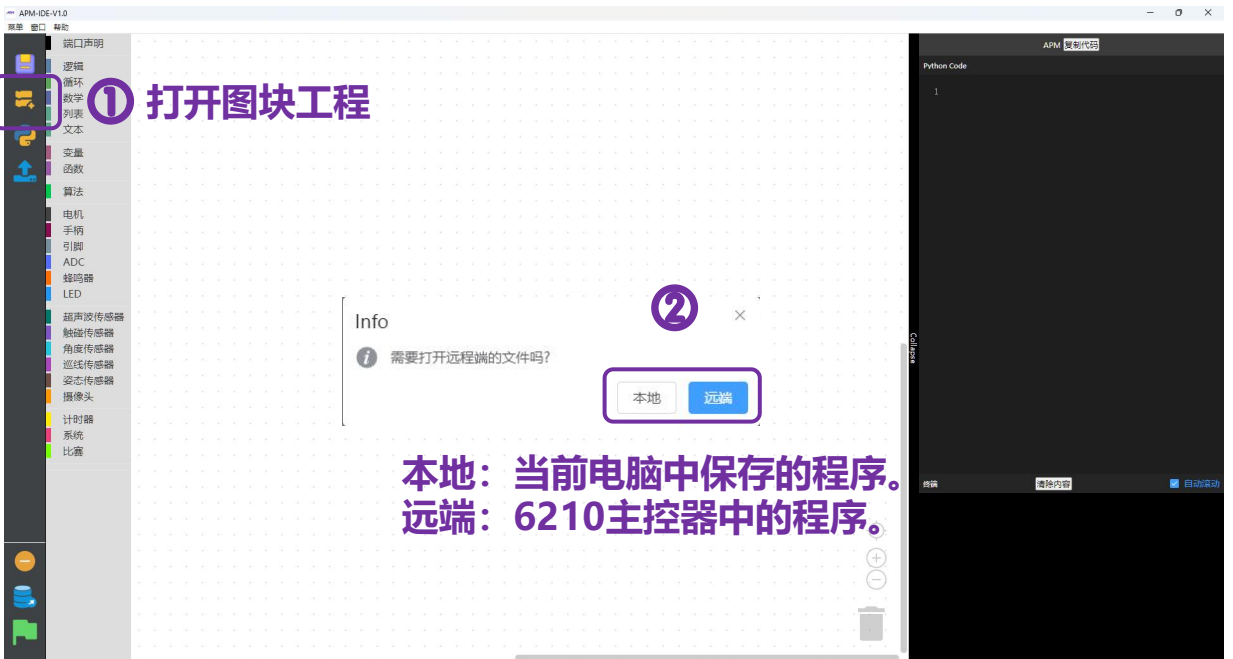 APM-IDE-V1.0
菜单 窗口 帮助
端口声明
逻辑
循环
数学
列表
文本
变量
函数
算法
电机
手柄
引脚
ADC
蜂鸣器
LED
超声波传感器
触碰传感器
角度传感器
巡线传感器
姿态传感器
摄像头
计时器
系统
比赛
① 打开图块工程
②
Info
需要打开远程端的文件吗?
本地 远端
本地：当前电脑中保存的程序。
远端：6210主控器中的程序。
APM 复制代码
Python Code
1
Collapse
终端 清除内容 自动滚动